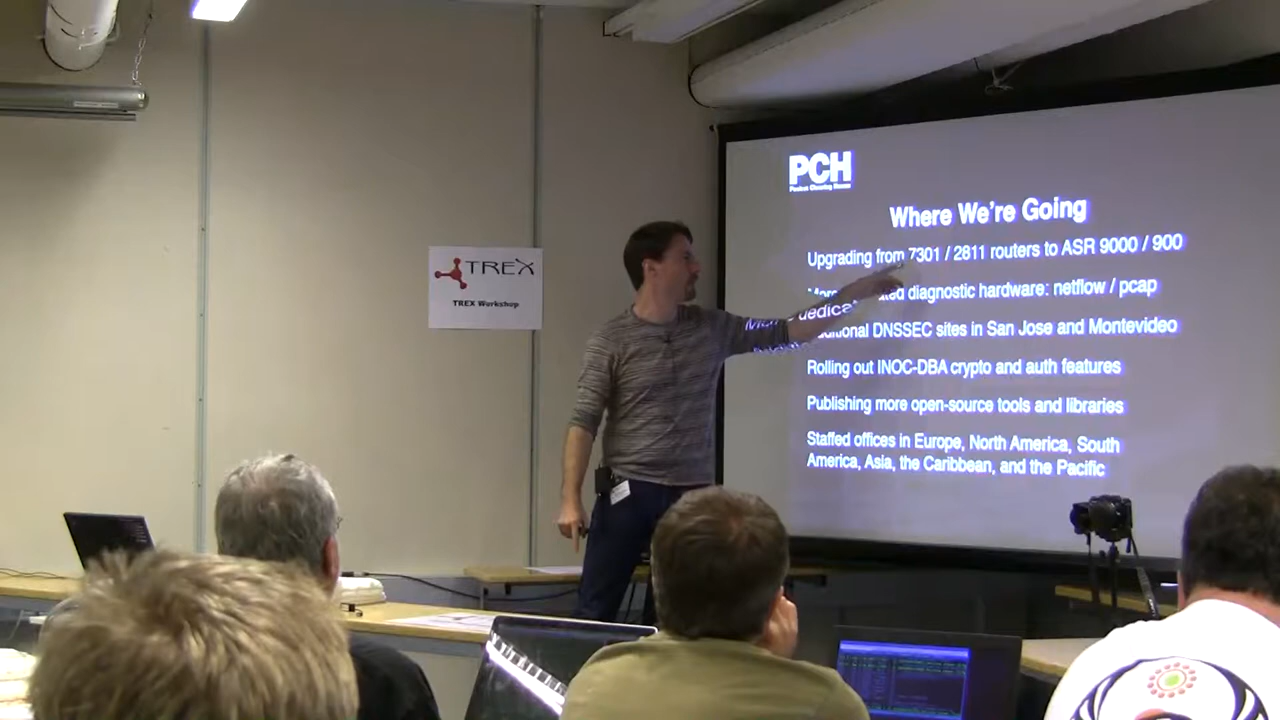 PCH
Packet Clearing House
Where We're Going
Upgrading from 7301 / 2811 routers to ASR 9000 / 900
More dedicated diagnostic hardware: netflow / pcap
Additional DNSSEC sites in San Jose and Montevideo
Rolling out INOC-DBA crypto and auth features
Publishing more open-source tools and libraries
Staffed offices in Europe, North America, South
America, Asia, the Caribbean, and the Pacific
TREX
TREX Workshop